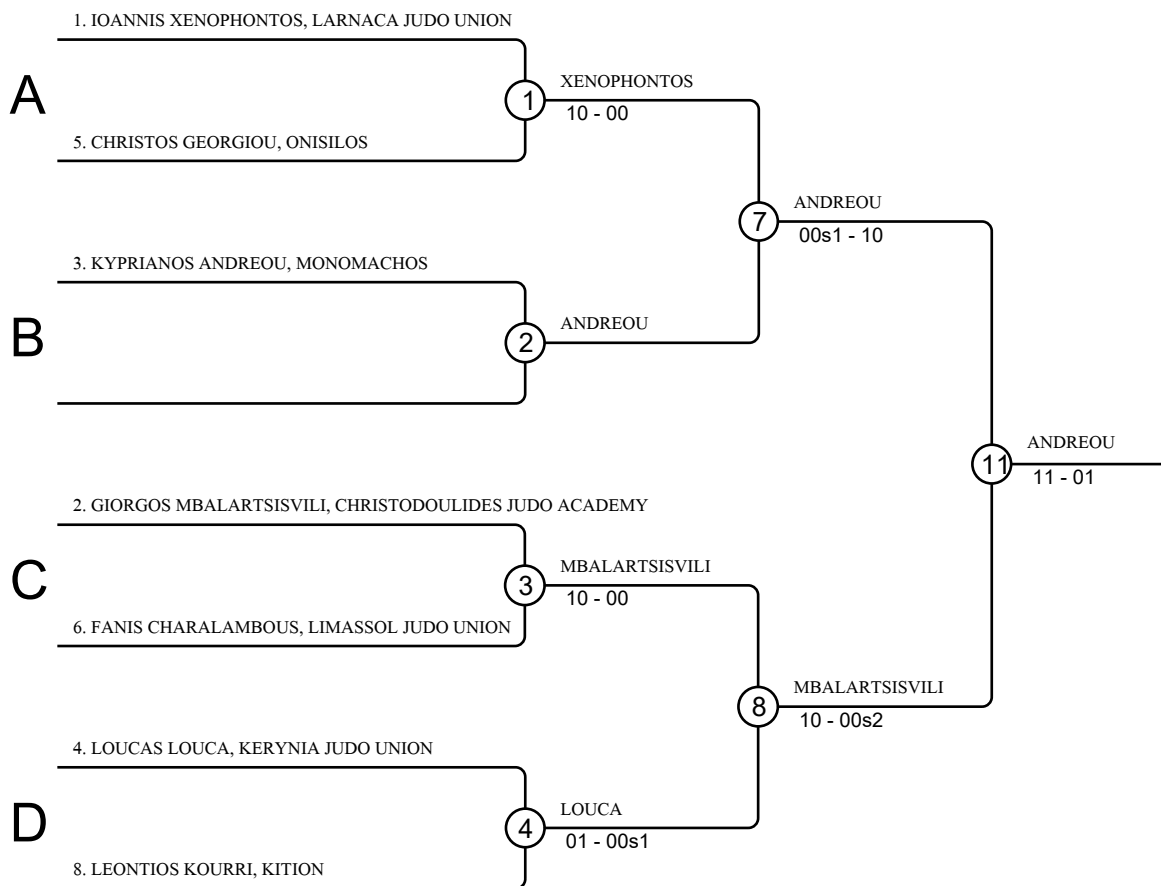 1. IOANNIS XENOPHONTOS, LARNACA JUDO UNION
A
1
XENOPHONTOS
10 - 00
5. CHRISTOS GEORGIOU, ONISILOS
7
ANDREOU
00s1 - 10
3. KYPRIANOS ANDREOU, MONOMACHOS
B
2
ANDREOU
11
ANDREOU
11 - 01
2. GIORGOS MBALARTSISVILI, CHRISTODOULIDES JUDO ACADEMY
C
3
MBALARTSISVILI
10 - 00
6. FANIS CHARALAMBOUS, LIMASSOL JUDO UNION
8
MBALARTSISVILI
10 - 00s2
4. LOUCAS LOUCA, KERYNIA JUDO UNION
D
4
LOUCA
01 - 00s1
8. LEONTIOS KOURRI, KITION